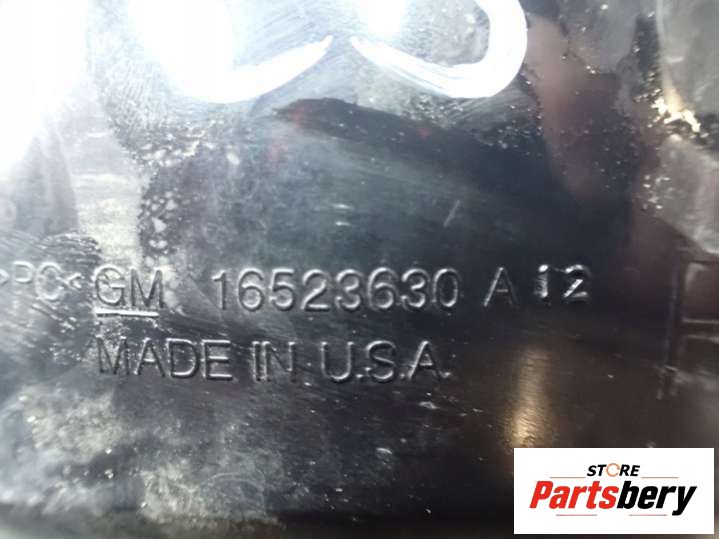 >PC< GM 16523630 A 12
MADE IN U.S.A.
STORE
Partsbery